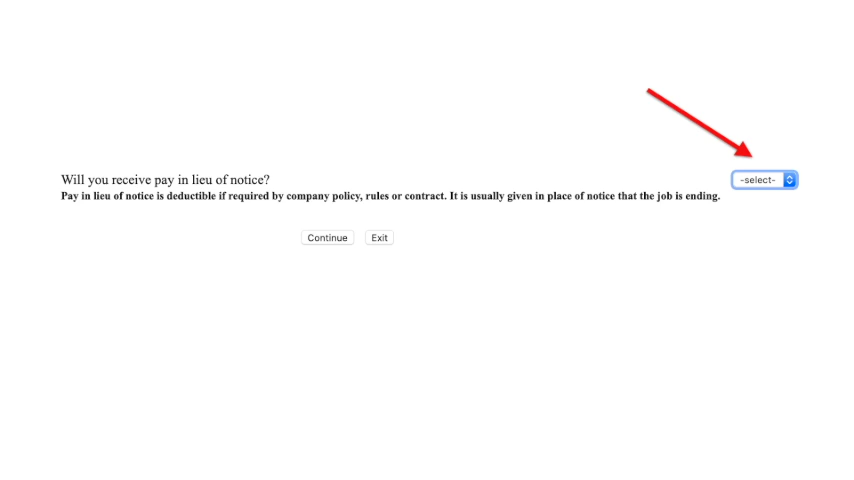 Will you receive pay in lieu of notice? -select-
Pay in lieu of notice is deductible if required by company policy, rules or contract. It is usually given in place of notice that the job is ending.
Continue Exit